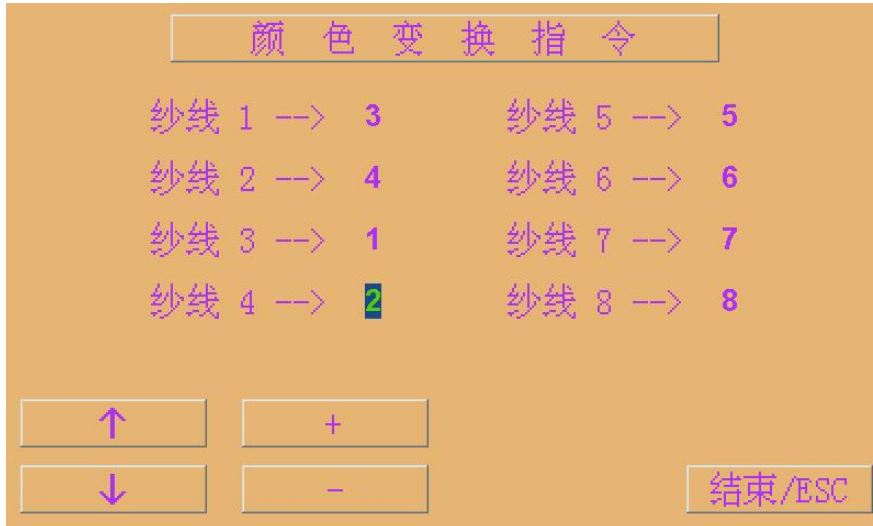 颜色变换指令
纱线 1 --> 3 纱线 5 --> 5
纱线 2 --> 4 纱线 6 --> 6
纱线 3 --> 1 纱线 7 --> 7
纱线 4 --> 2 纱线 8 --> 8
↑ +
↓ - 结束/ESC